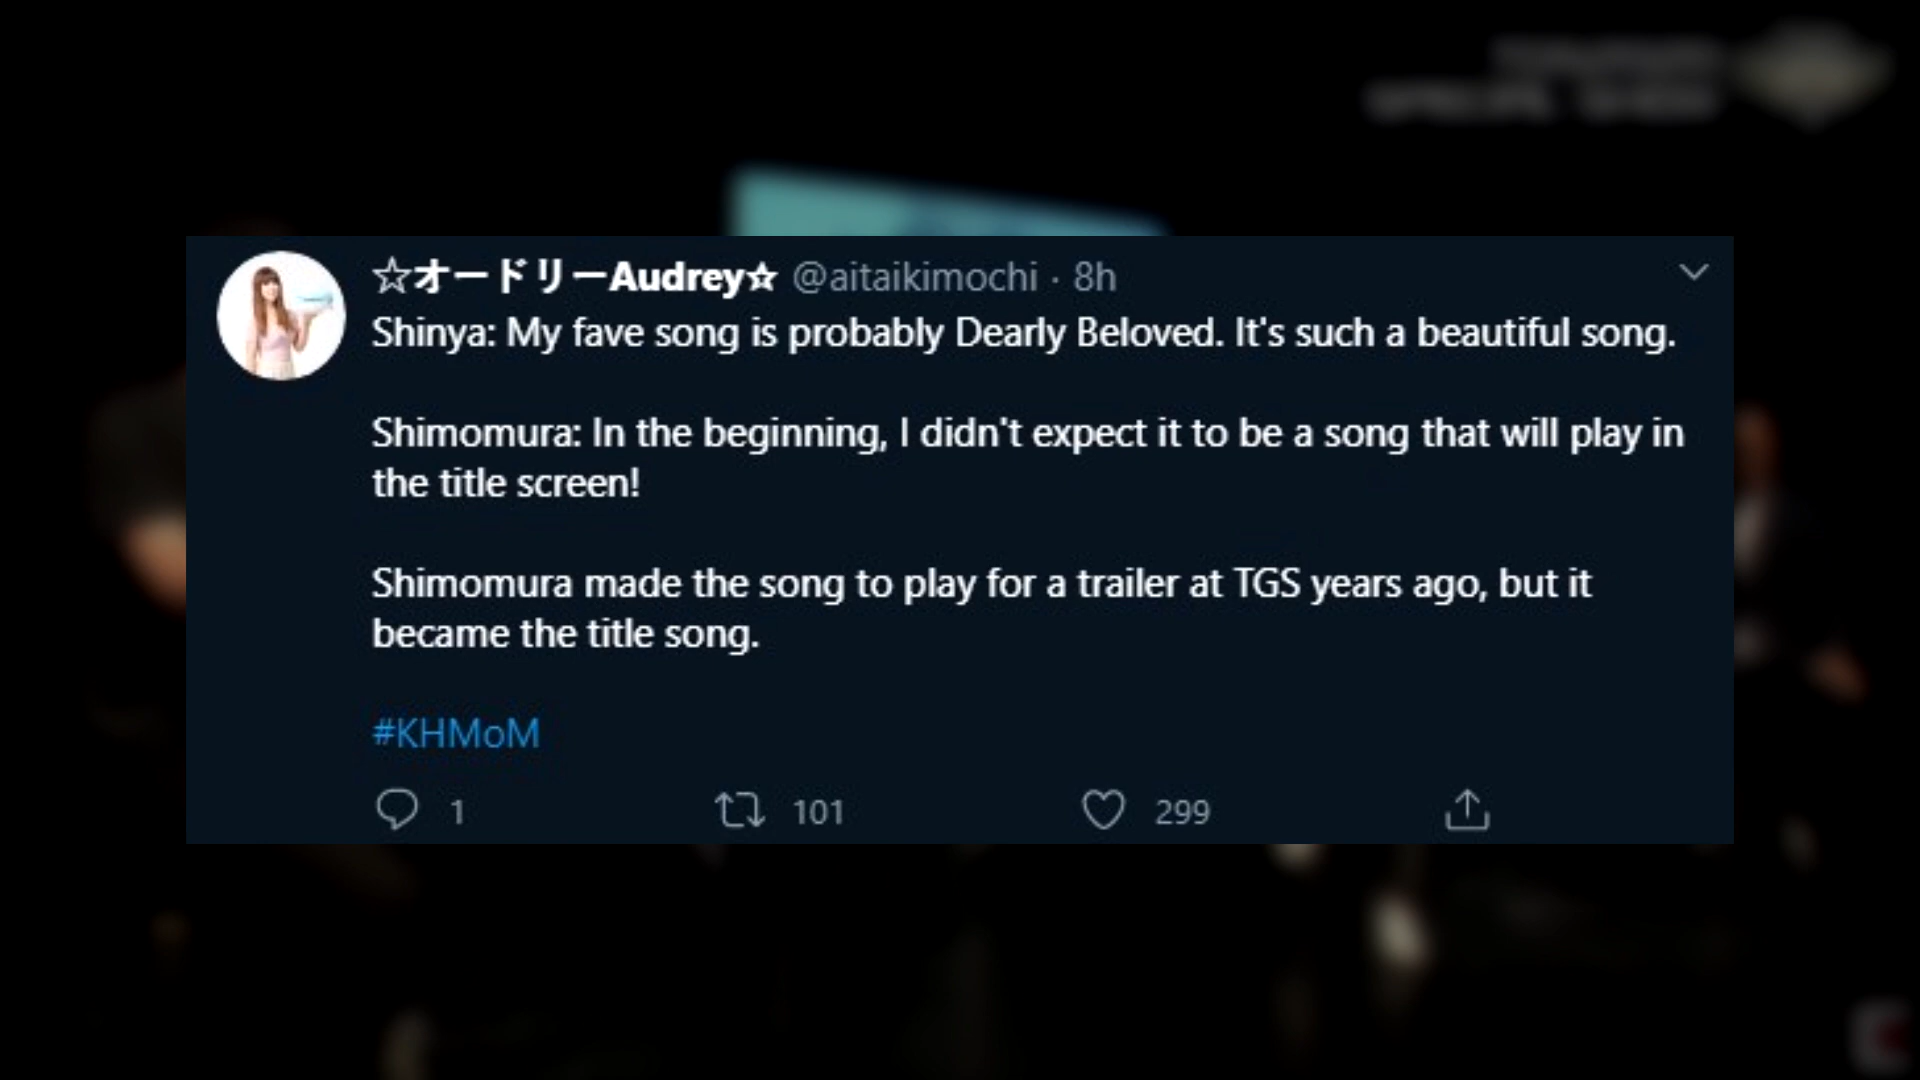 ☆オードリーAudrey☆ @aitaikimochi · 8h
Shinya: My fave song is probably Dearly Beloved. It's such a beautiful song.
Shimomura: In the beginning, I didn't expect it to be a song that will play in
the title screen!
Shimomura made the song to play for a trailer at TGS years ago, but it
became the title song.
#KHMoM
1 101 299